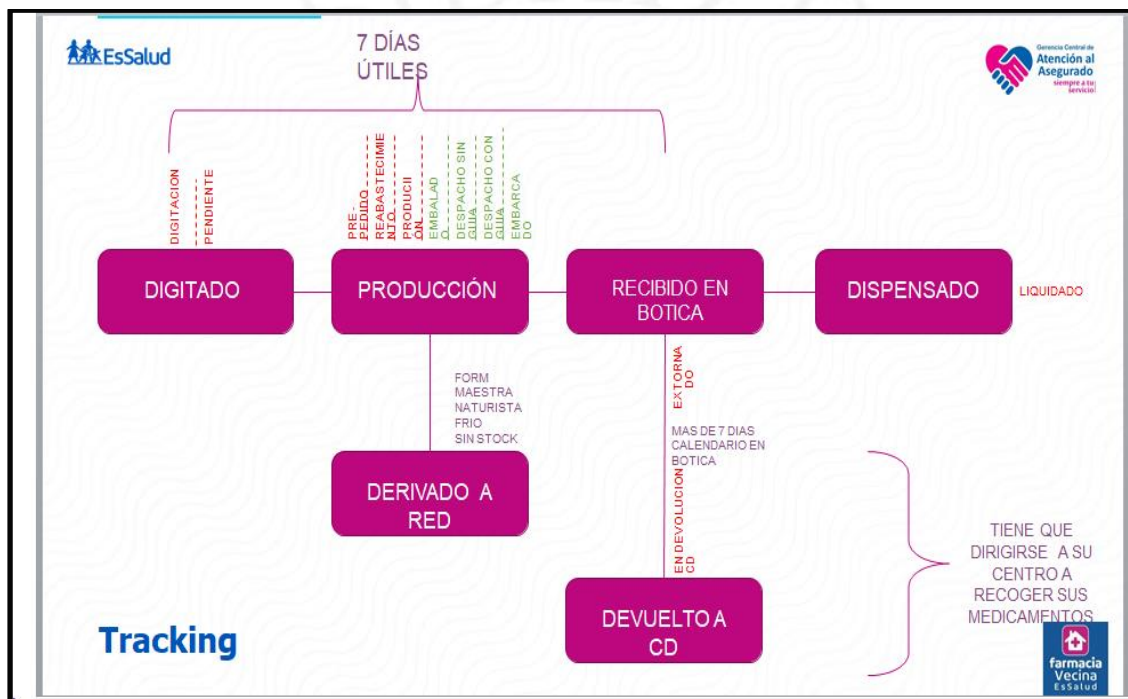 EsSalud
7 DÍAS
ÚTILES
Gerencia Central de
Atención al
Asegurado
siempre a tu
servicio
DIGITACION
PENDIENTE
PRE-
PEDIDO
REABASTECIMIE
NTO
PRODUCII
ÓN
EMBALAD
O
DESPACHO SIN
GUIA
DESPACHO CON
GUIA
EMBARCA
DO
DIGITADO
PRODUCCIÓN
RECIBIDO EN
BOTICA
DISPENSADO
LIQUIDADO
FORM
MAESTRA
NATURISTA
FRIO
SIN STOCK
EXTORNA
DO
MAS DE 7 DIAS
CALENDARIO EN
BOTICA
DERIVADO A
RED
EN DEVOLUCION
CD
DEVUELTO A
CD
TIENE QUE
DIRIGIRSE A SU
CENTRO A
RECOGER SUS
MEDICAMENTOS
Tracking
farmacia
Vecina
EsSalud